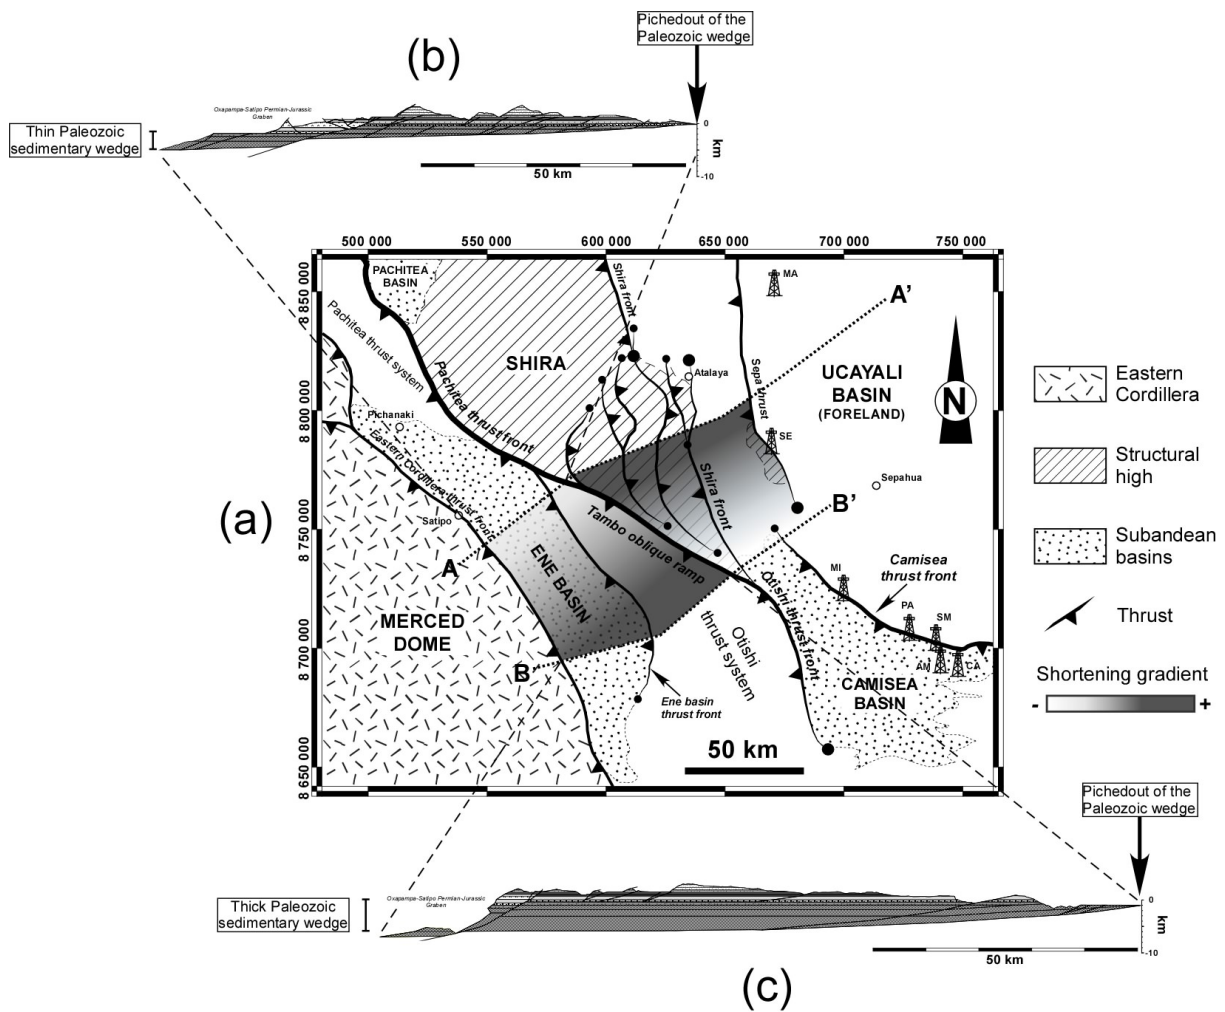 Pichedout of the
Paleozoic wedge
(b)
Oxapampa-Satipo Permian-Jurassic
Graben
Thin Paleozoic
sedimentary wedge
0
km
-10
50 km
500 000
550 000
600 000
650 000
700 000
750 000
8 850 000
8 800 000
8 750 000
8 700 000
8 650 000
(a)
PACHITEA
BASIN
Shira front
MA
A'
Pachitea thrust system
SHIRA
Pachitea thrust front
Atalaya
Sepa thrust
UCAYALI
BASIN
(FORELAND)
N
Pichanaki
Eastern Cordillera thrust front
SE
Sepahua
Satipo
Shira front
B'
Tambo oblique ramp
A
ENE BASIN
Camisea
thrust front
MI
Otishi thrust front
PA
SM
MERCED
DOME
Otishi
thrust system
AM
CA
B
CAMISEA
BASIN
Ene basin
thrust front
50 km
Eastern
Cordillera
Structural
high
Subandean
basins
Thrust
Shortening gradient
-
+
Pichedout of the
Paleozoic wedge
Thick Paleozoic
sedimentary wedge
Oxapampa-Satipo Permian-Jurassic
Graben
0
km
-10
50 km
(c)